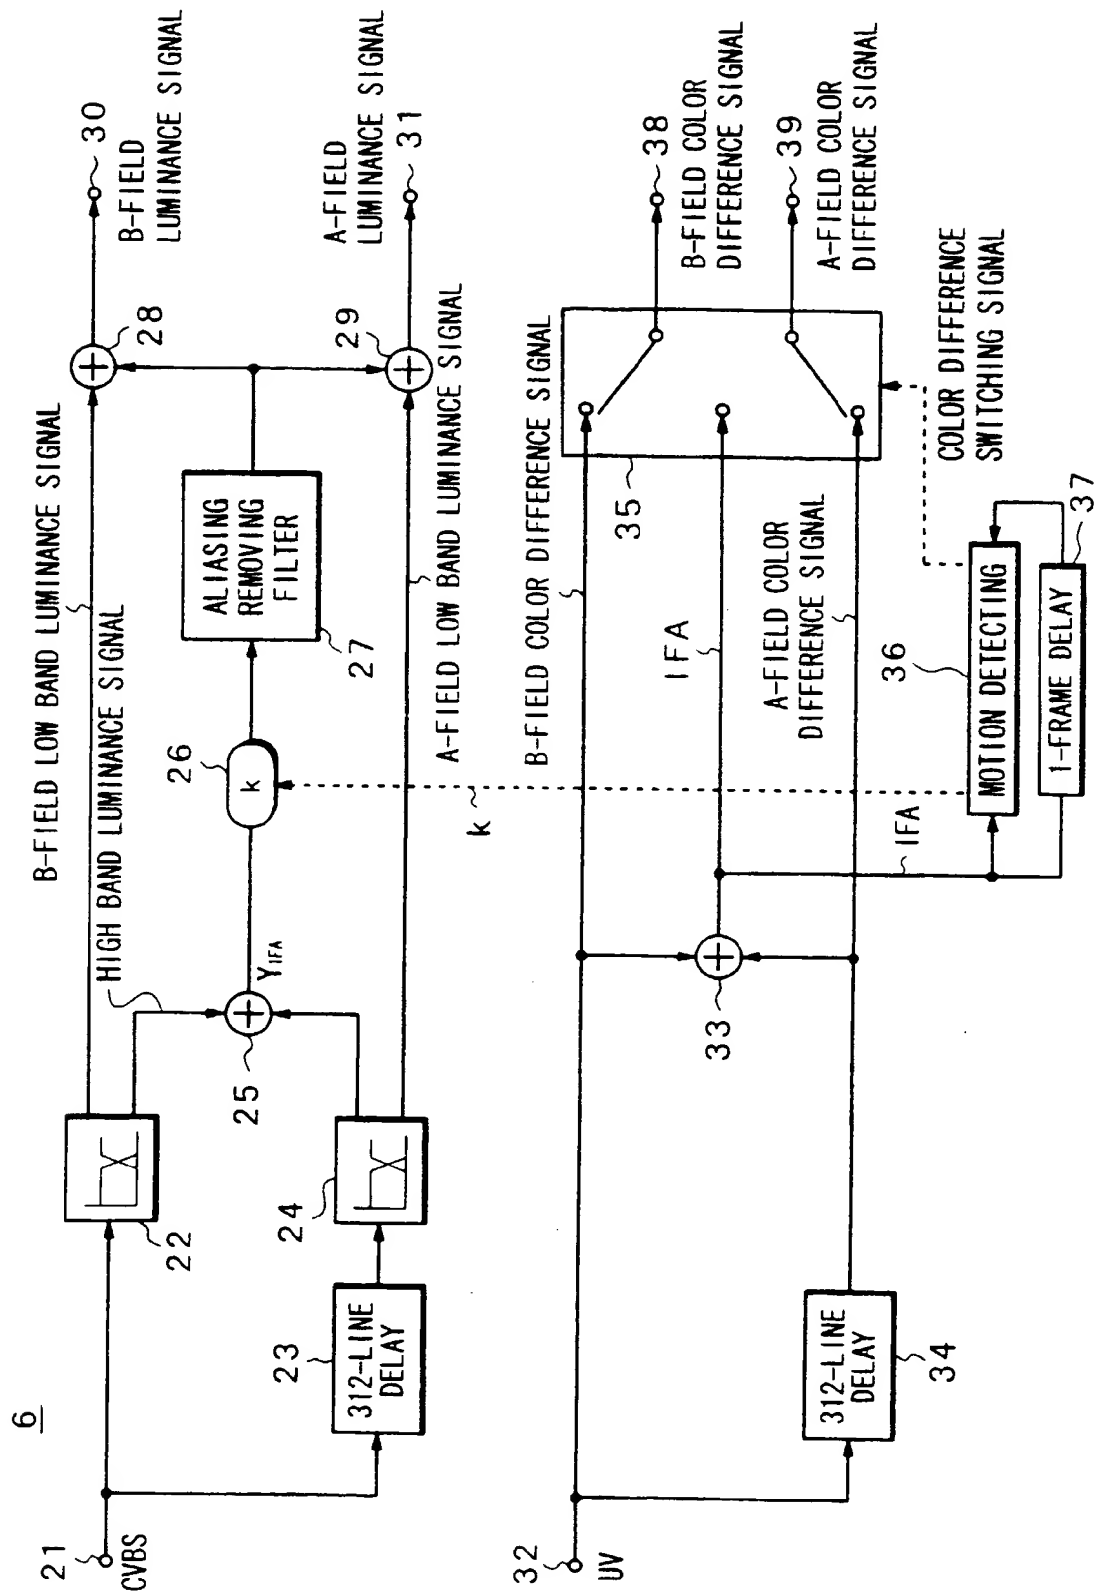 6
21
CVBS
22
23
312-LINE
DELAY
24
HIGH BAND LUMINANCE SIGNAL
B-FIELD LOW BAND LUMINANCE SIGNAL
25
YIFA
26
k
k
ALIASING
REMOVING
FILTER
27
28
29
A-FIELD LOW BAND LUMINANCE SIGNAL
30
B-FIELD
LUMINANCE SIGNAL
A-FIELD
LUMINANCE SIGNAL
31
32
UV
312-LINE
DELAY
34
33
B-FIELD COLOR DIFFERENCE SIGNAL
IFA
A-FIELD COLOR
DIFFERENCE SIGNAL
IFA
36
MOTION DETECTING
1-FRAME DELAY
37
35
COLOR DIFFERENCE
SWITCHING SIGNAL
38
B-FIELD COLOR
DIFFERENCE SIGNAL
39
A-FIELD COLOR
DIFFERENCE SIGNAL